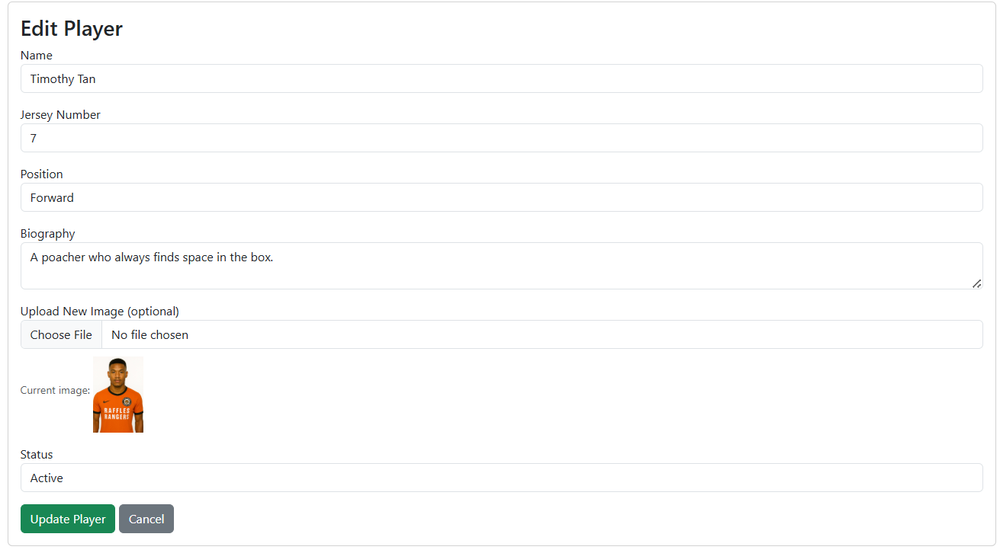 Edit Player
Name
Timothy Tan
Jersey Number
7
Position
Forward
Biography
A poacher who always finds space in the box.
Upload New Image (optional)
Choose File No file chosen
Current image:
RAFFLES
RANGERS
Status
Active
Update Player Cancel